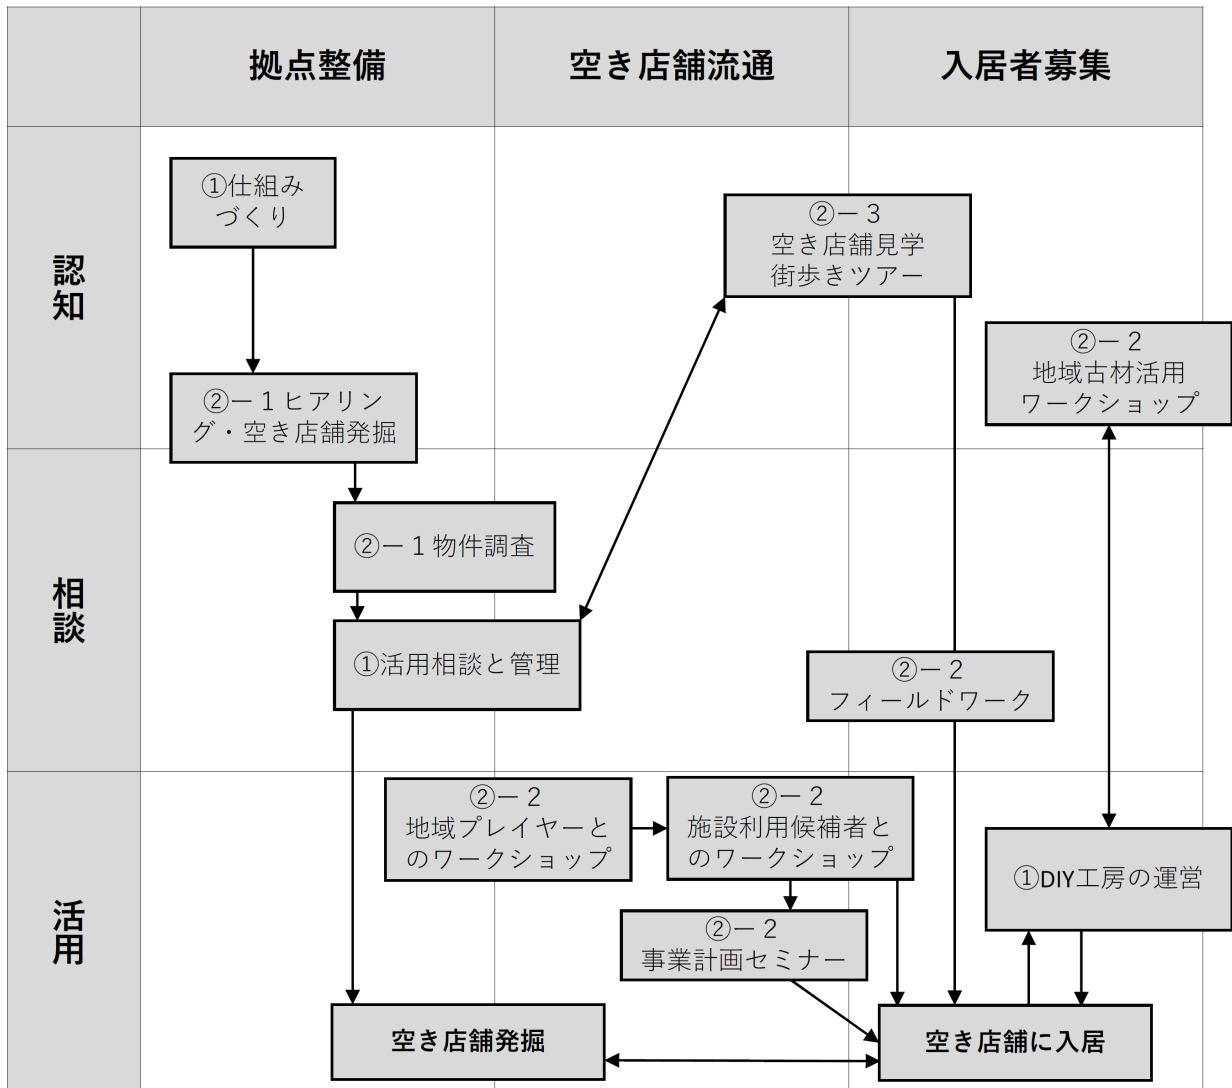 拠点整備
空き店舗流通
入居者募集
認知
①仕組み
づくり
②ー３
空き店舗見学
街歩きツアー
②ー２
地域古材活用
ワークショップ
②ー１ヒアリン
グ・空き店舗発掘
相談
②ー１物件調査
①活用相談と管理
②ー２
フィールドワーク
活用
②ー２
地域プレイヤーと
のワークショップ
②ー２
施設利用候補者と
のワークショップ
①DIY工房の運営
②ー２
事業計画セミナー
空き店舗発掘
空き店舗に入居